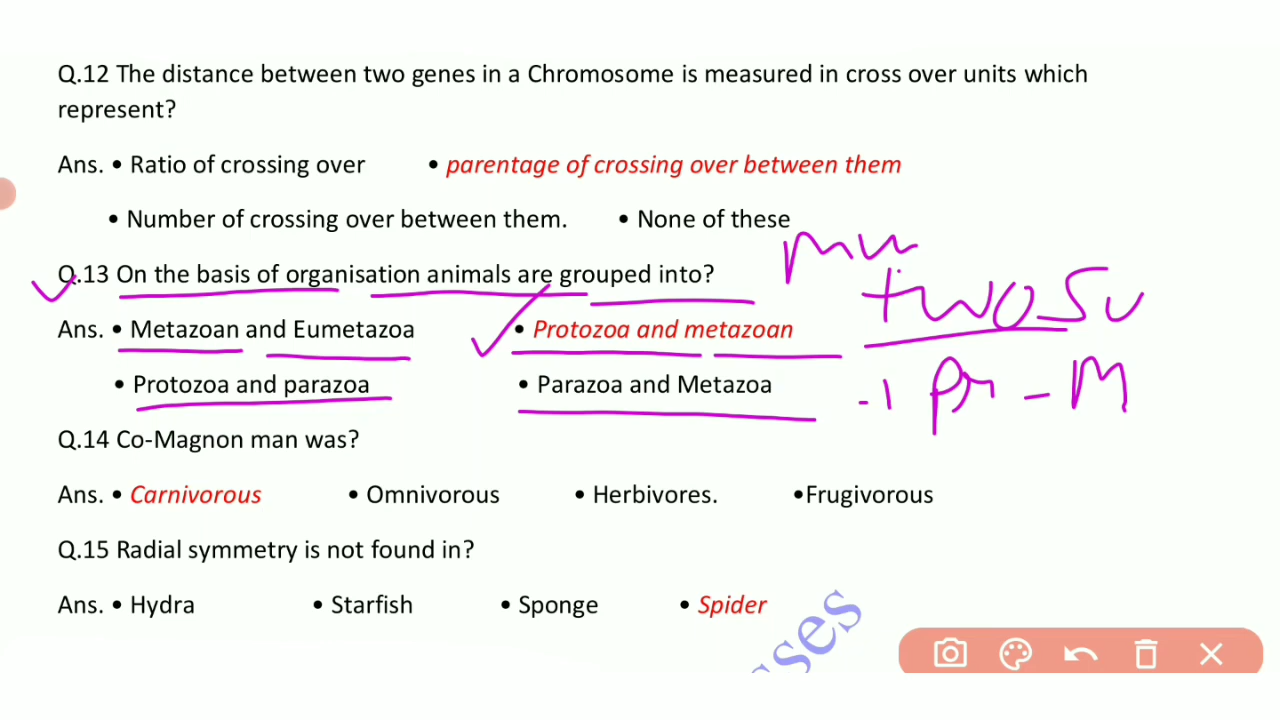 Q.12 The distance between two genes in a Chromosome is measured in cross over units which
represent?
Ans. • Ratio of crossing over • parentage of crossing over between them
• Number of crossing over between them. • None of these
Q.13 On the basis of organisation animals are grouped into?
Ans. • Metazoan and Eumetazoa • Protozoa and metazoan
two Su
• Protozoa and parazoa • Parazoa and Metazoa
- M
Q.14 Co-Magnon man was?
Ans. • Carnivorous • Omnivorous • Herbivores. •Frugivorous
Q.15 Radial symmetry is not found in?
Ans. • Hydra • Starfish • Sponge • Spider
sses